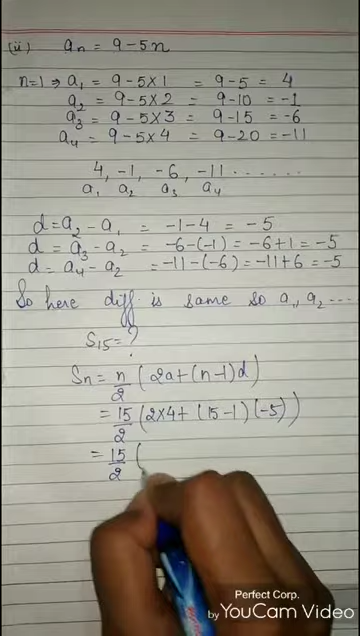 (ii) aₙ = 9 - 5n
n=1 ⇒ a₁ = 9 - 5×1 = 9 - 5 = 4
a₂ = 9 - 5×2 = 9 - 10 = -1
a₃ = 9 - 5×3 = 9 - 15 = -6
a₄ = 9 - 5×4 = 9 - 20 = -11
4, -1, -6, -11 ......
a₁ a₂ a₃ a₄
d = a₂ - a₁ = -1 - 4 = -5
d = a₃ - a₂ = -6 - (-1) = -6 + 1 = -5
d = a₄ - a₂ = -11 - (-6) = -11 + 6 = -5
So here diff is same so a₁, a₂ ...
S₁₅ = ?
Sₙ = n/2 (2a + (n-1)d)
= 15/2 (2×4 + (15-1)(-5))
= 15/2 (
Perfect Corp.
by YouCam Video